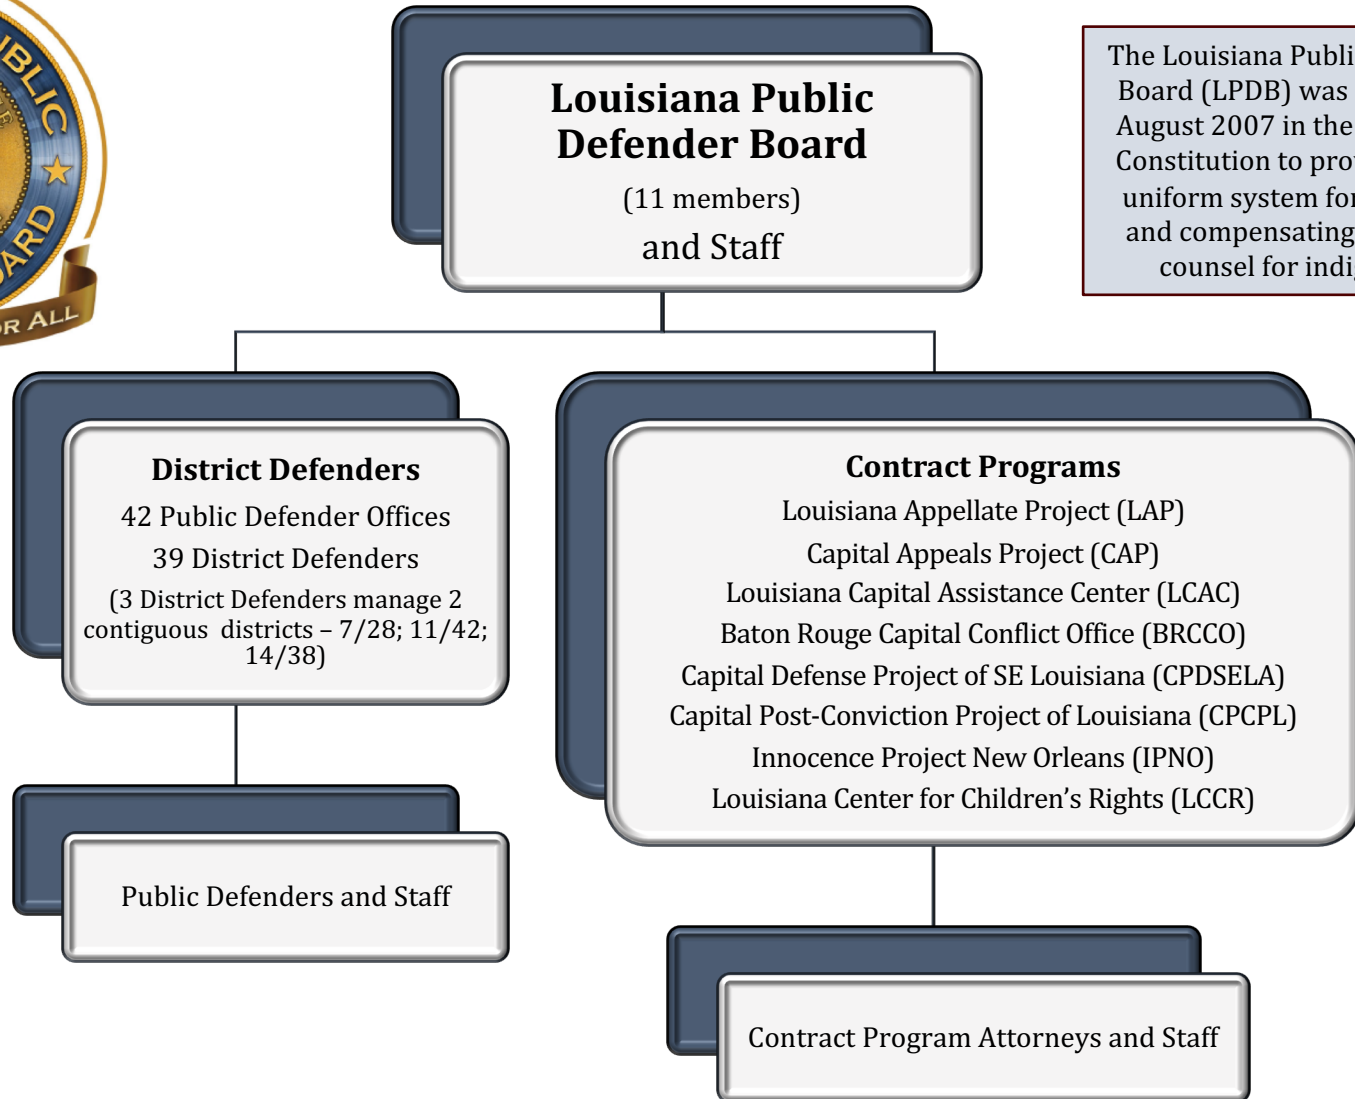 UBLIC
ARD
OR ALL
Louisiana Public
Defender Board
(11 members)
and Staff
The Louisiana Publi
Board (LPDB) was
August 2007 in the
Constitution to pro
uniform system for
and compensating
counsel for indi
District Defenders
42 Public Defender Offices
39 District Defenders
(3 District Defenders manage 2
contiguous districts – 7/28; 11/42;
14/38)
Contract Programs
Louisiana Appellate Project (LAP)
Capital Appeals Project (CAP)
Louisiana Capital Assistance Center (LCAC)
Baton Rouge Capital Conflict Office (BRCCO)
Capital Defense Project of SE Louisiana (CPDSELA)
Capital Post-Conviction Project of Louisiana (CPCPL)
Innocence Project New Orleans (IPNO)
Louisiana Center for Children’s Rights (LCCR)
Public Defenders and Staff
Contract Program Attorneys and Staff